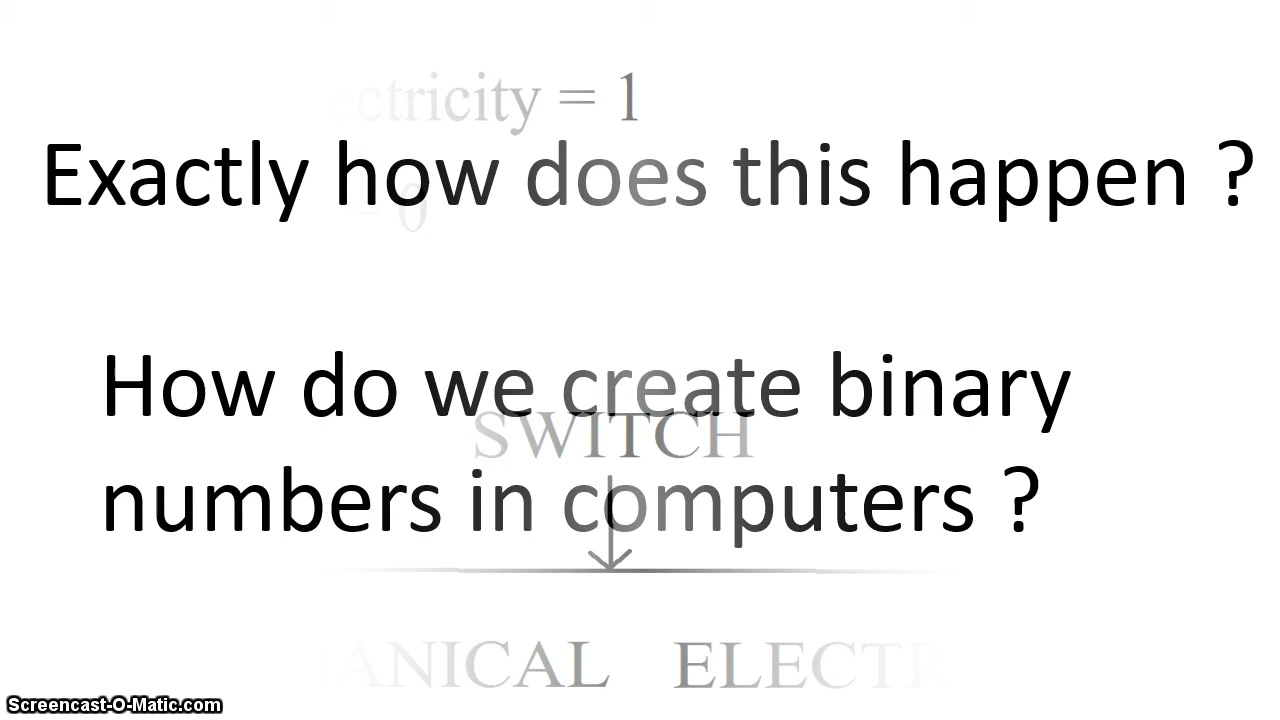 ectricity = 1
Exactly how does this happen ?
= 0
How do we create binary
SWITCH
numbers in computers ?
ANICAL ELECTR
Screencast-O-Matic.com